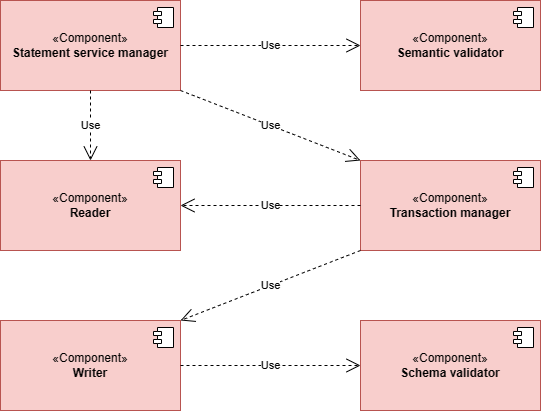 «Component»
Statement service manager
Use
«Component»
Semantic validator
Use
Use
«Component»
Reader
Use
«Component»
Transaction manager
Use
«Component»
Writer
Use
«Component»
Schema validator